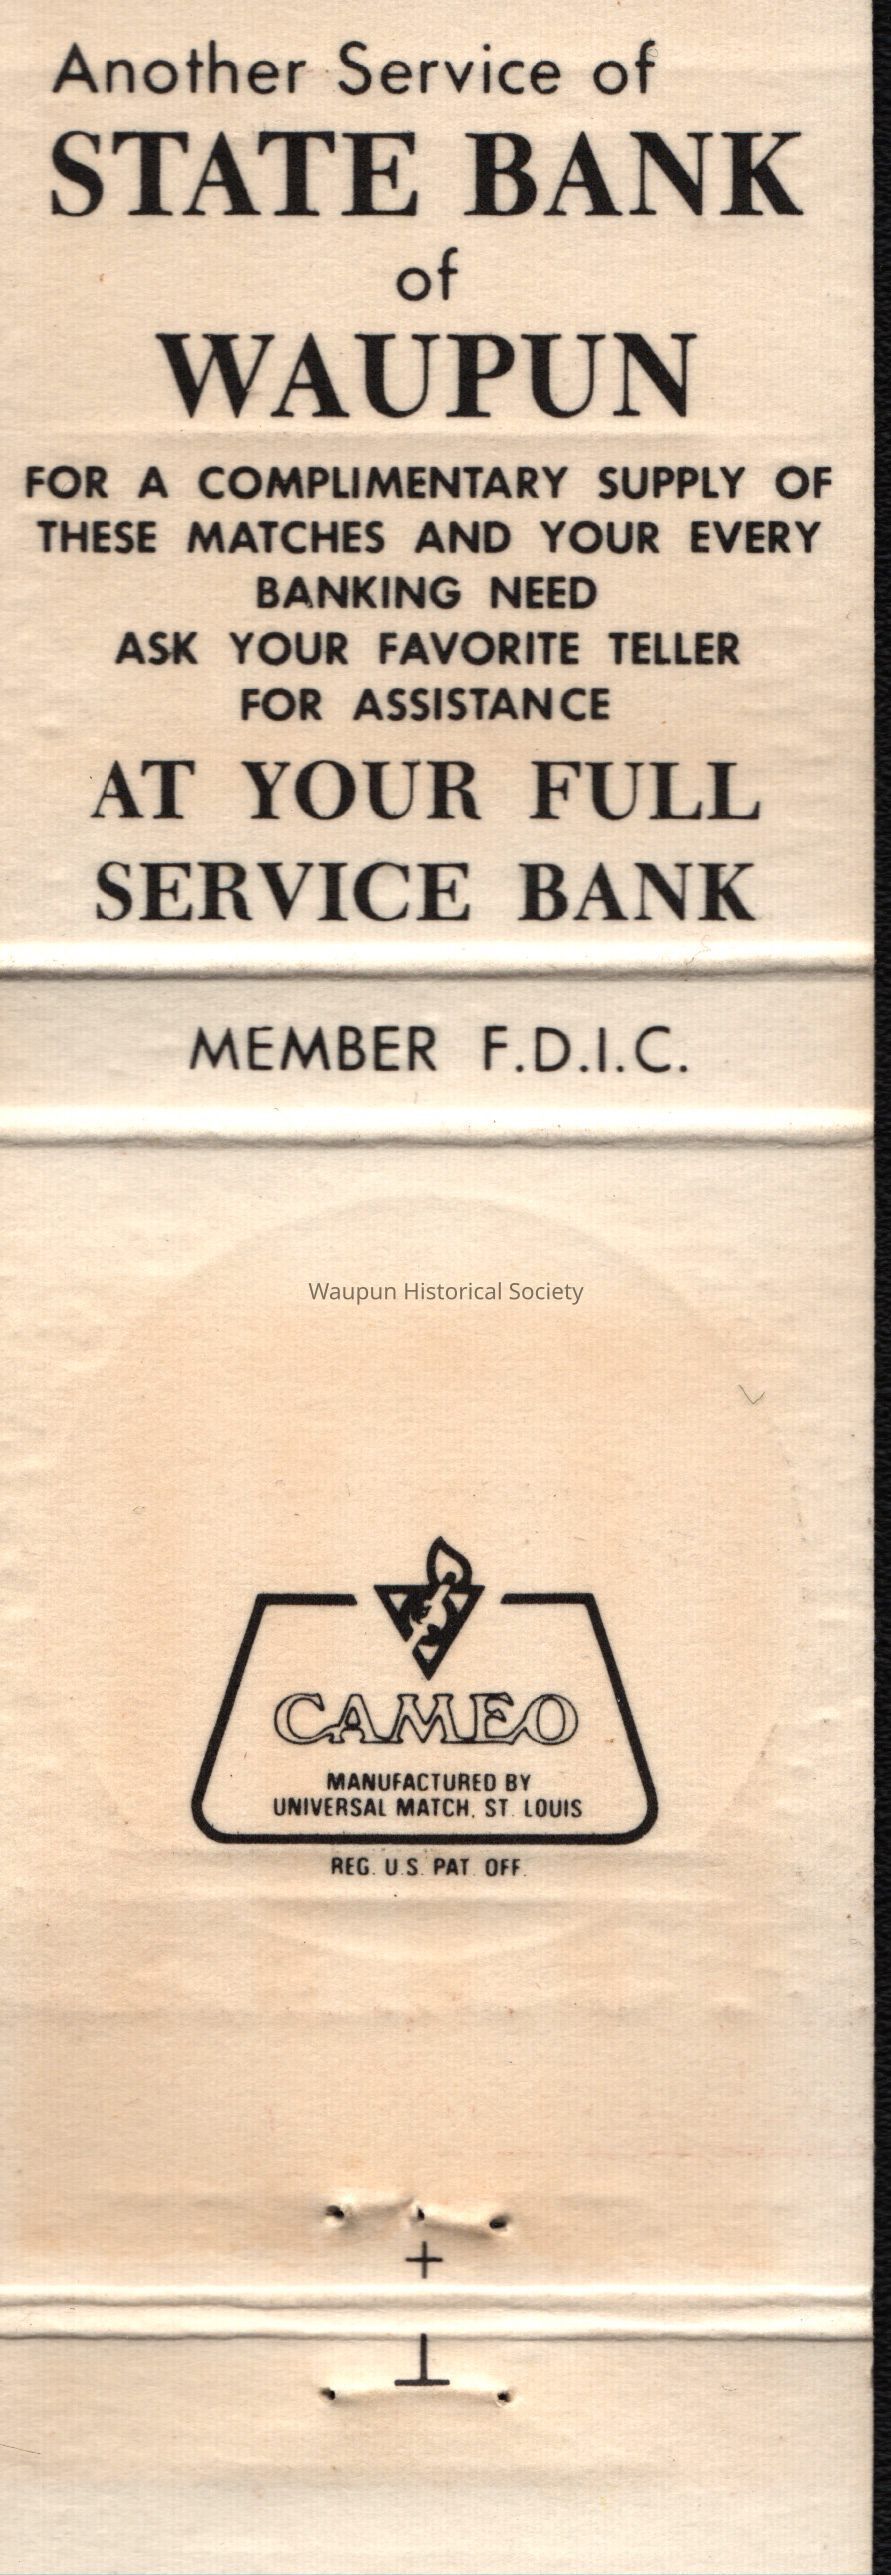 Another Service of
STATE BANK
of
WAUPUN
FOR A COMPLIMENTARY SUPPLY OF
THESE MATCHES AND YOUR EVERY
BANKING NEED
ASK YOUR FAVORITE TELLER
FOR ASSISTANCE
AT YOUR FULL
SERVICE BANK
MEMBER F.D.I.C.
Waupun Historical Society
CAMEO
MANUFACTURED BY
UNIVERSAL MATCH, ST. LOUIS
REG. U.S. PAT. OFF.